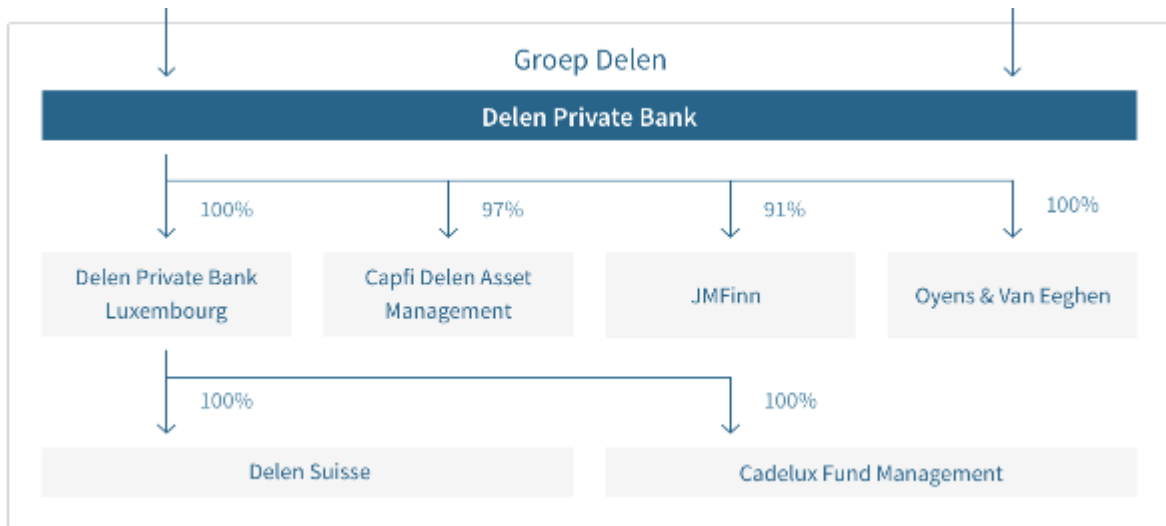 Groep Delen
Delen Private Bank
100%
97%
91%
100%
Delen Private Bank
Luxembourg
Capfi Delen Asset
Management
JMFinn
Oyens & Van Eeghen
100%
100%
Delen Suisse
Cadelux Fund Management